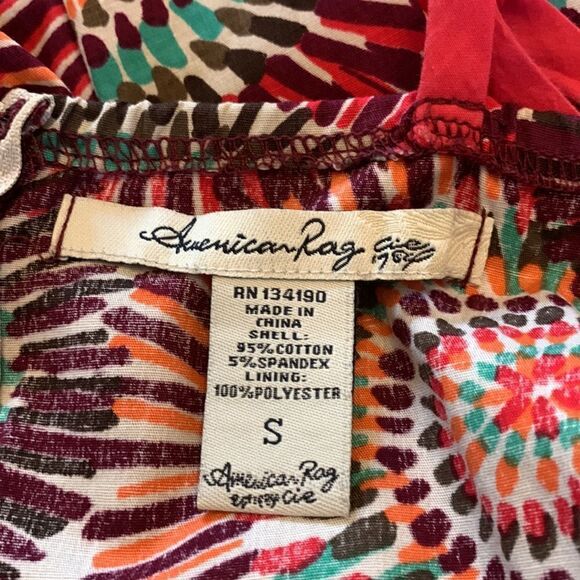 American Rag cie
1984
RN 134190
MADE IN
CHINA
SHELL:
95%COTTON
5%SPANDEX
LINING:
100%POLYESTER
S
American Rag
cie